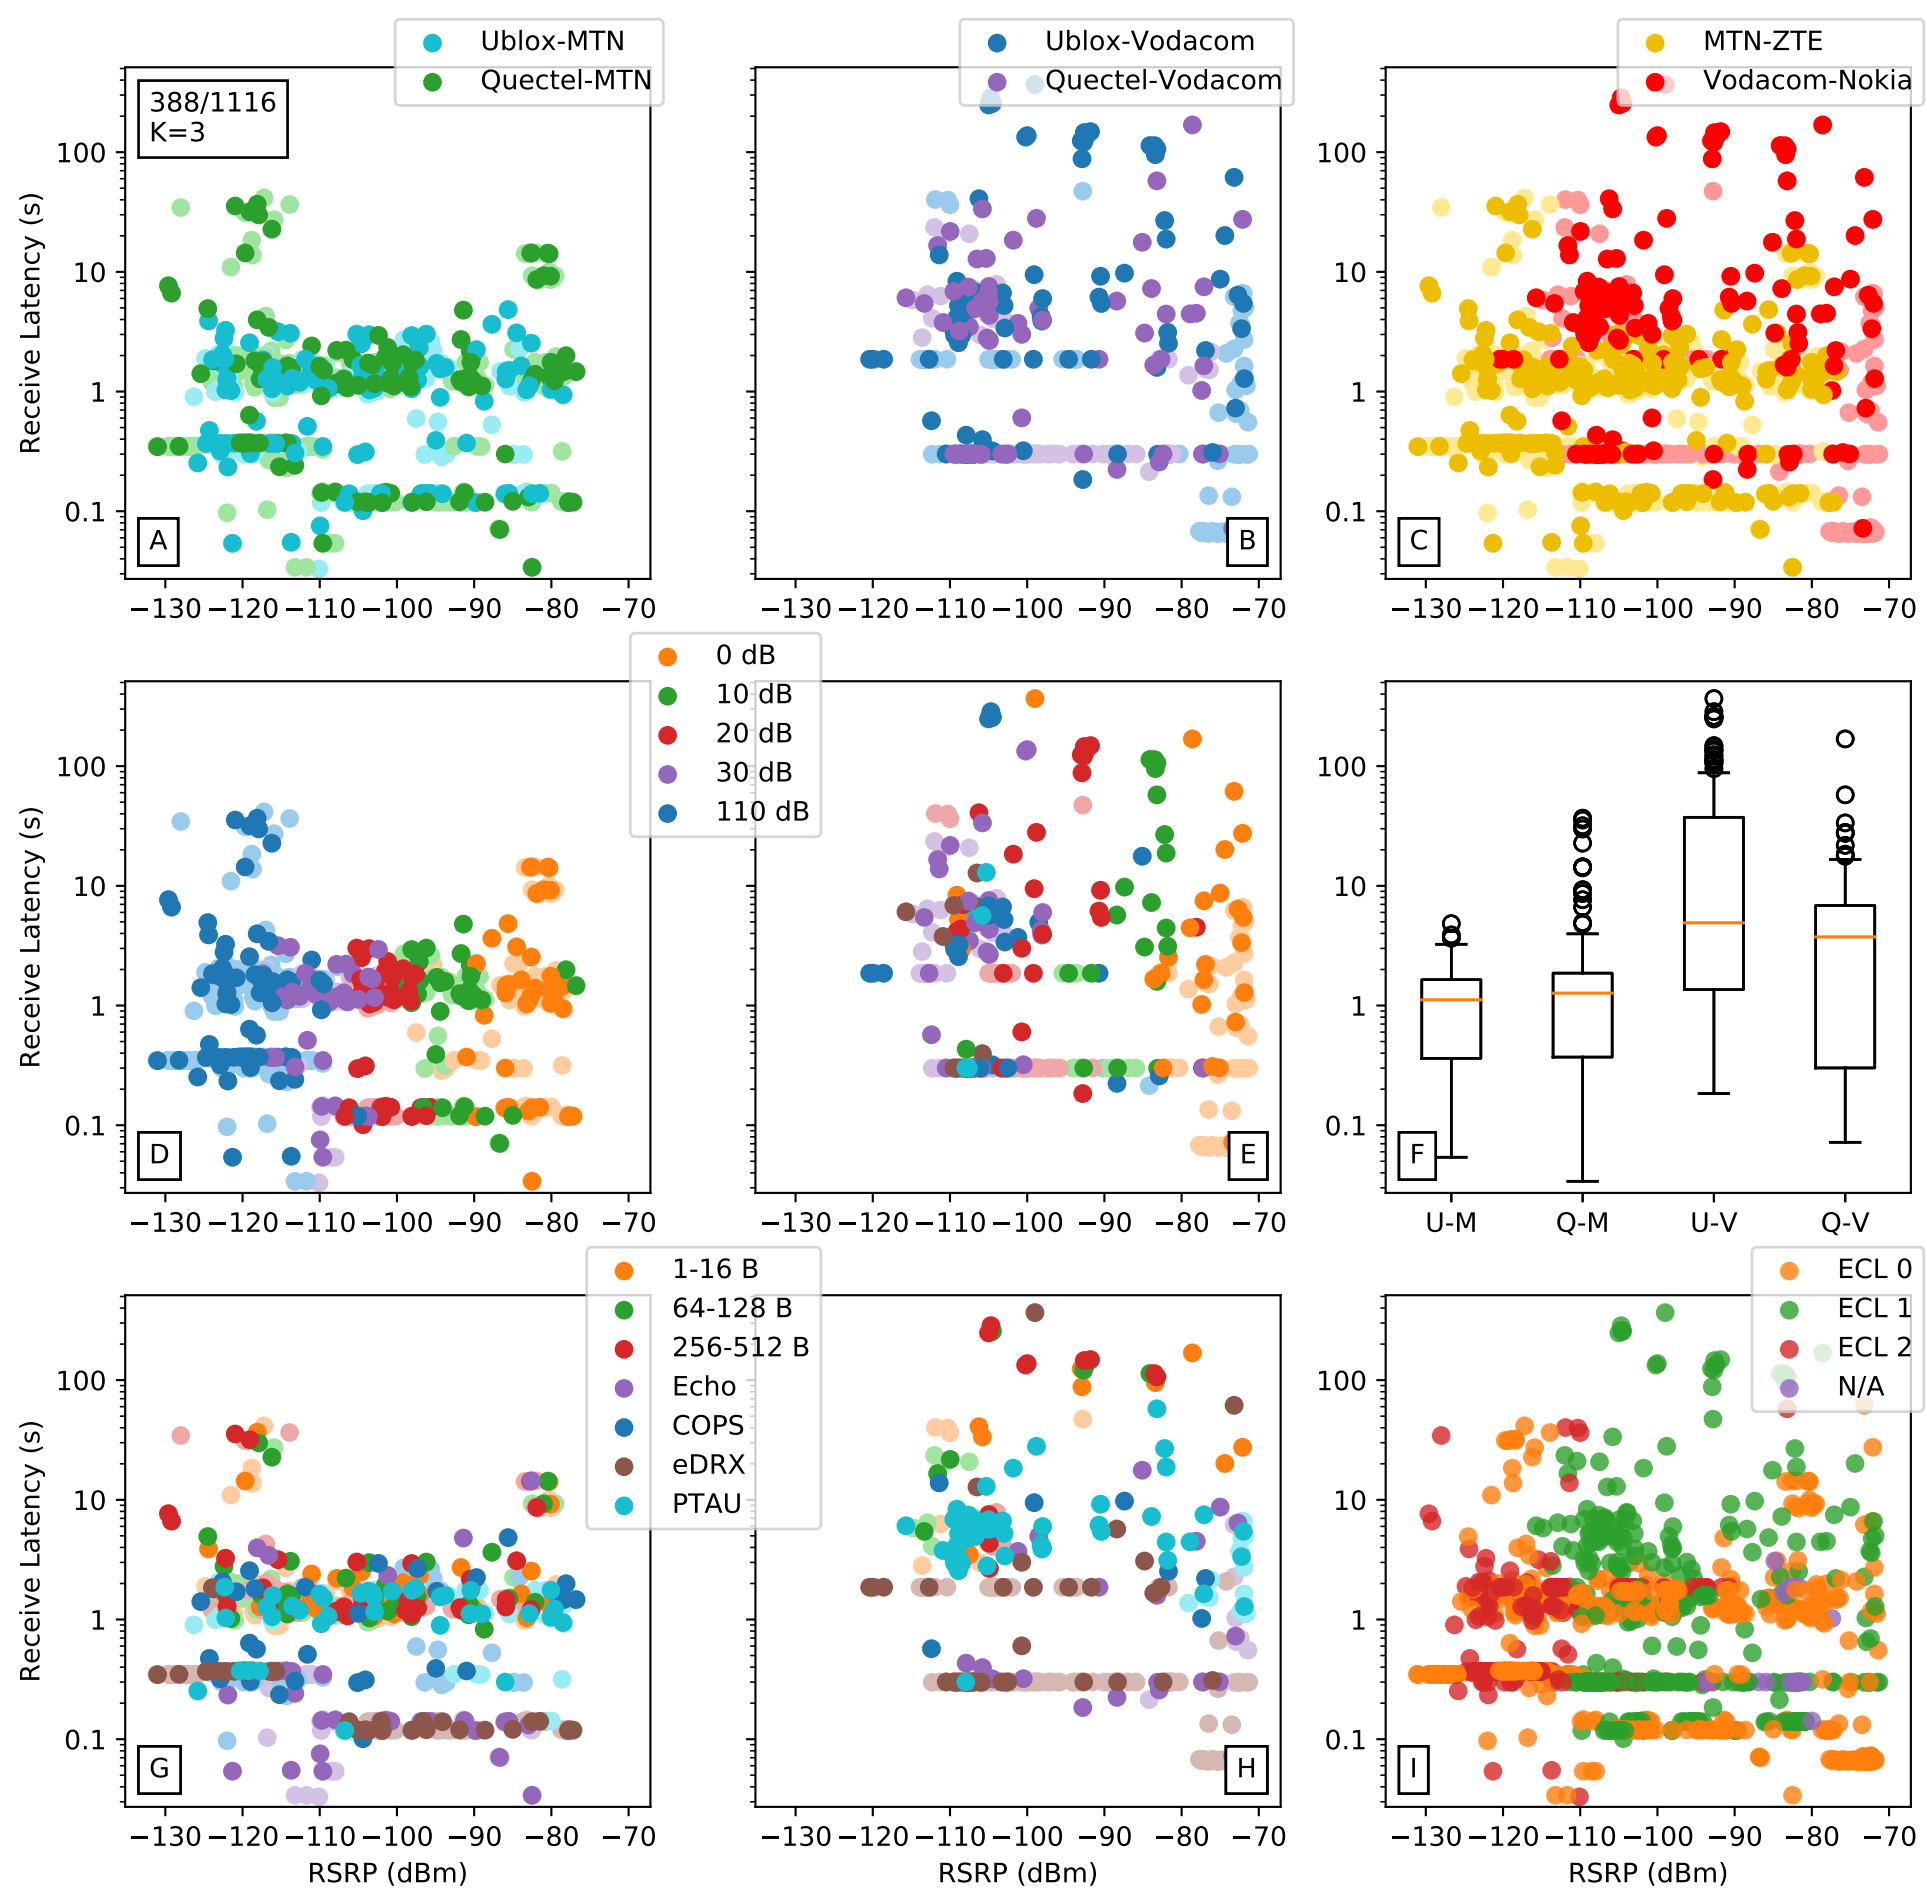 Ublox-MTN
Quectel-MTN
Ublox-Vodacom
Quectel-Vodacom
MTN-ZTE
Vodacom-Nokia
388/1116
K=3
Receive Latency (s)
100
10
1
0.1
A
−130 −120 −110 −100 −90 −80 −70
B
−130 −120 −110 −100 −90 −80 −70
100
10
1
0.1
C
−130 −120 −110 −100 −90 −80 −70
0 dB
10 dB
20 dB
30 dB
110 dB
Receive Latency (s)
100
10
1
0.1
D
−130 −120 −110 −100 −90 −80 −70
E
−130 −120 −110 −100 −90 −80 −70
100
10
1
0.1
F
U-M Q-M U-V Q-V
1-16 B
64-128 B
256-512 B
Echo
COPS
eDRX
PTAU
ECL 0
ECL 1
ECL 2
N/A
Receive Latency (s)
100
10
1
0.1
G
−130 −120 −110 −100 −90 −80 −70
RSRP (dBm)
H
−130 −120 −110 −100 −90 −80 −70
RSRP (dBm)
100
10
1
0.1
I
−130 −120 −110 −100 −90 −80 −70
RSRP (dBm)